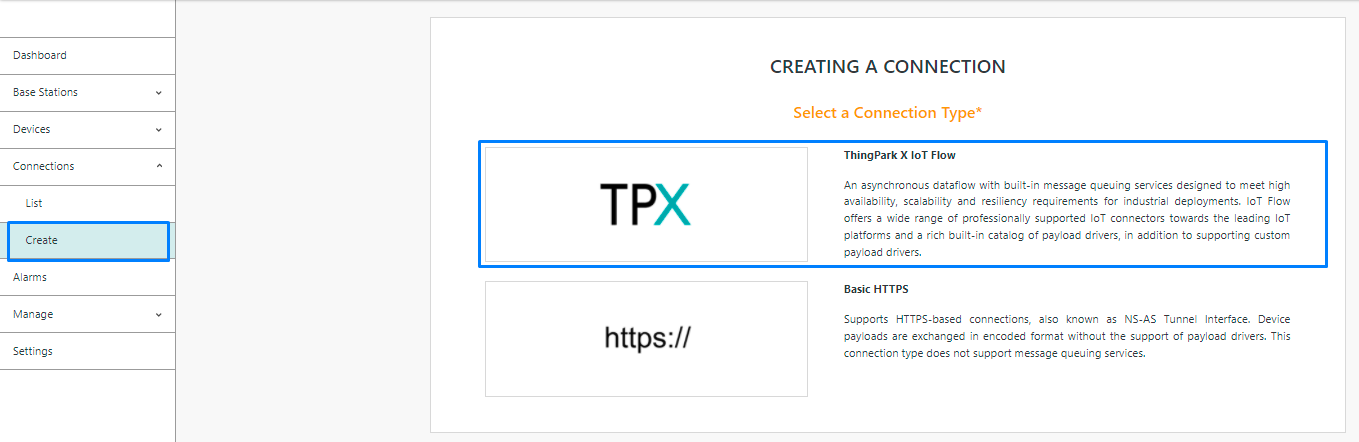 Dashboard
Base Stations
Devices
Connections
List
Create
Alarms
Manage
Settings
CREATING A CONNECTION
Select a Connection Type*
TPX
ThingPark X IoT Flow
An asynchronous dataflow with built-in message queuing services designed to meet high
availability, scalability and resiliency requirements for industrial deployments. IoT Flow
offers a wide range of professionally supported IoT connectors towards the leading IoT
platforms and a rich built-in catalog of payload drivers, in addition to supporting custom
payload drivers.
https://
Basic HTTPS
Supports HTTPS-based connections, also known as NS-AS Tunnel Interface. Device
payloads are exchanged in encoded format without the support of payload drivers. This
connection type does not support message queuing services.